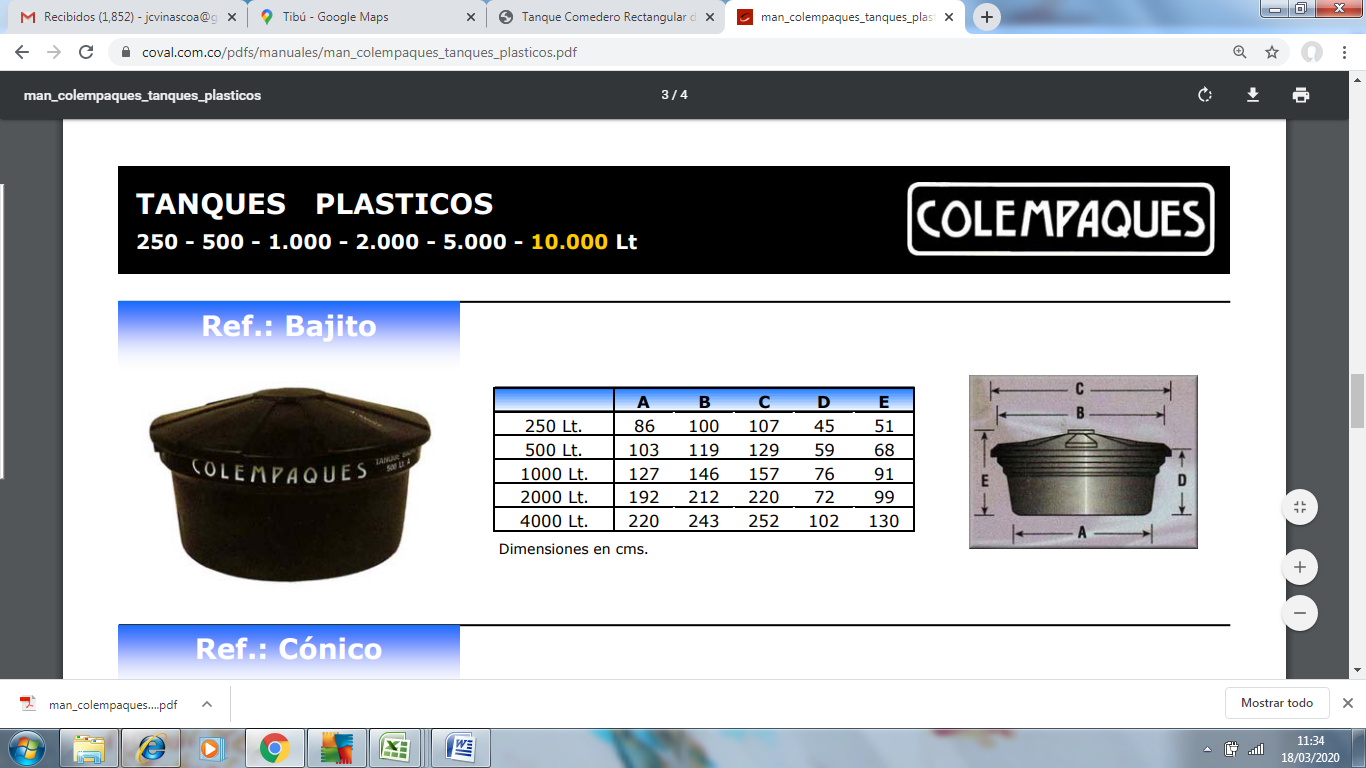 Recibidos (1,852) - jcvinascoa@g
Tibú - Google Maps
Tanque Comedero Rectangular d
man_colempaques_tanques_plast
coval.com.co/pdfs/manuales/man_colempaques_tanques_plasticos.pdf
man_colempaques_tanques_plasticos
3 / 4
TANQUES PLASTICOS
250 - 500 - 1.000 - 2.000 - 5.000 - 10.000 Lt
COLEMPAQUES
Ref.: Bajito
COLEMPAQUES
500 Lt
A B C D E
250 Lt. 86 100 107 45 51
500 Lt. 103 119 129 59 68
1000 Lt. 127 146 157 76 91
2000 Lt. 192 212 220 72 99
4000 Lt. 220 243 252 102 130
Dimensiones en cms.
C
B
E
D
A
Ref.: Cónico
man_colempaques....pdf
Mostrar todo
11:34
18/03/2020